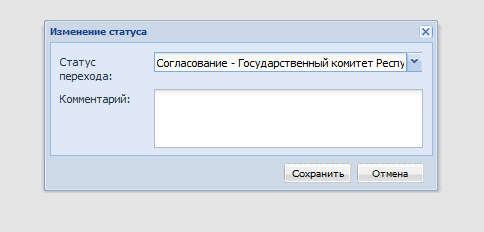 Изменение статуса
Статус перехода:
Согласование - Государственный комитет Респу
Комментарий:
Сохранить
Отмена